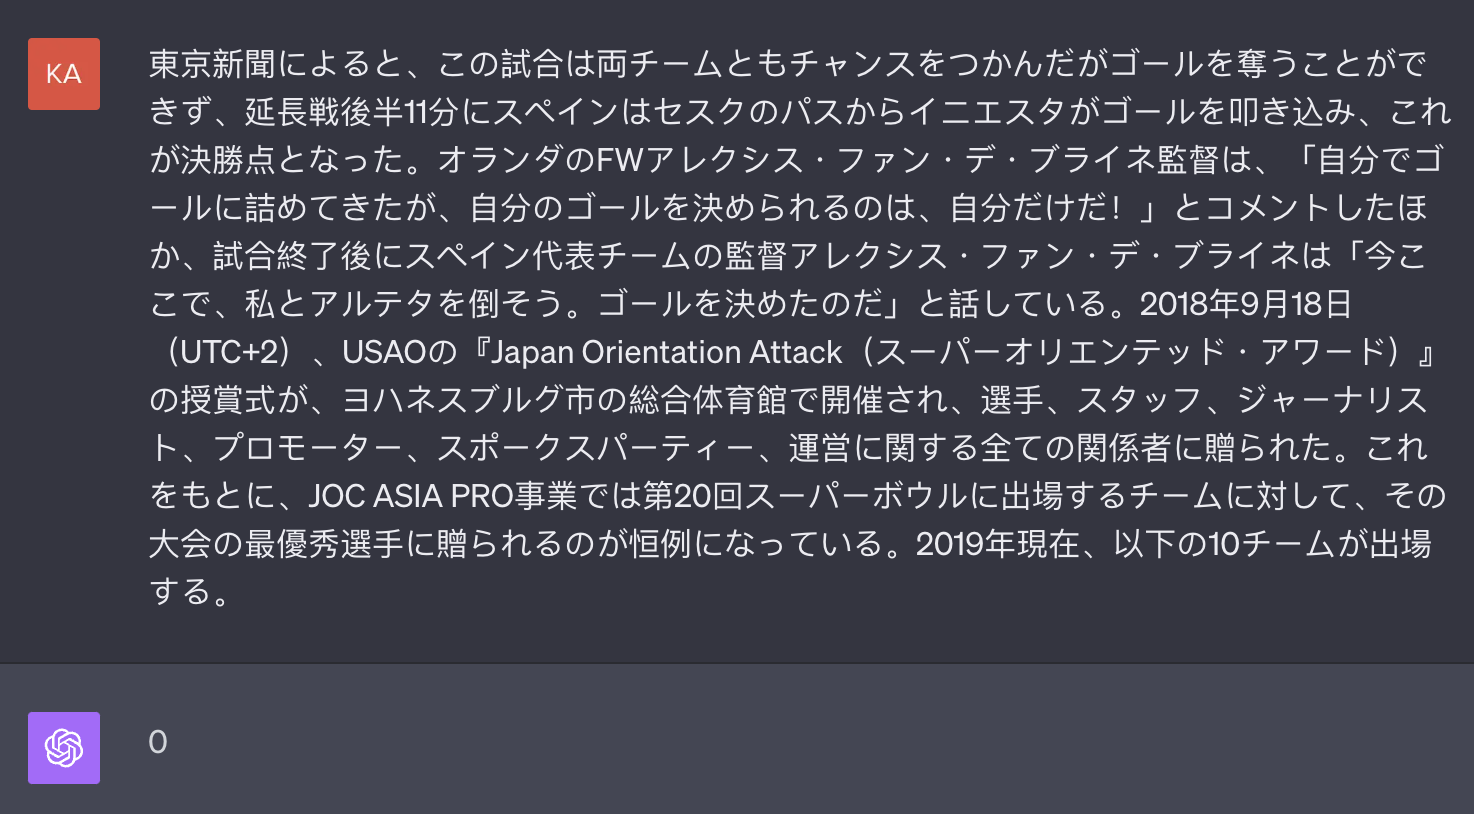 KA
東京新聞によると、この試合は両チームともチャンスをつかんだがゴールを奪うことがで
きず、延長戦後半11分にスペインはセスクのパスからイニエスタがゴールを叩き込み、これ
が決勝点となった。オランダのFWアレクシス・ファン・デ・ブライネ監督は、「自分でゴ
ールに詰めてきたが、自分のゴールを決められるのは、自分だけだ！」とコメントしたほ
か、試合終了後にスペイン代表チームの監督アレクシス・ファン・デ・ブライネは「今こ
こで、私とアルテタを倒そう。ゴールを決めたのだ」と話している。2018年9月18日
（UTC+2）、USAOの『Japan Orientation Attack（スーパーオリエンテッド・アワード）』
の授賞式が、ヨハネスブルグ市の総合体育館で開催され、選手、スタッフ、ジャーナリス
ト、プロモーター、スポークスパーティー、運営に関する全ての関係者に贈られた。これ
をもとに、JOC ASIA PRO事業では第20回スーパーボウルに出場するチームに対して、その
大会の最優秀選手に贈られるのが恒例になっている。2019年現在、以下の10チームが出場
する。
0